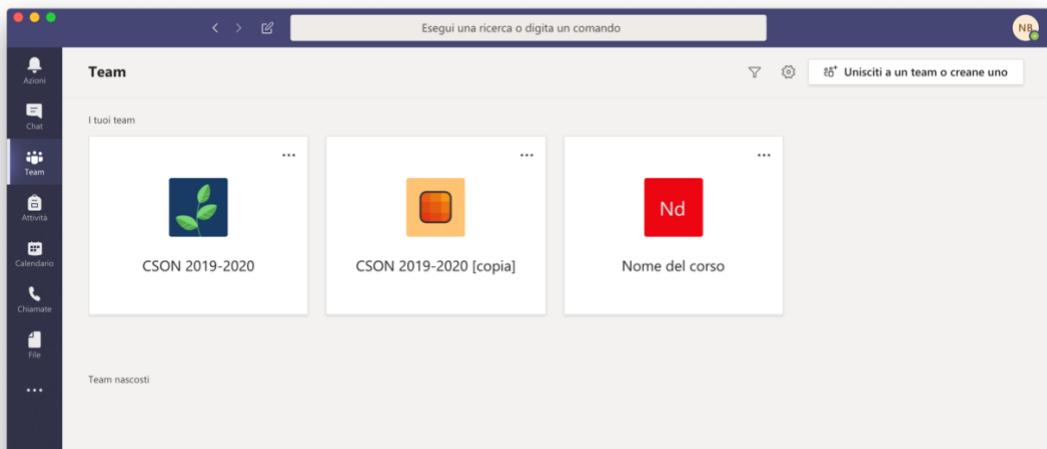 Esegui una ricerca o digita un comando
NB
Azioni
Chat
Team
Attività
Calendario
Chiamate
File
Team
Unisciti a un team o creane uno
I tuoi team
CSON 2019-2020
CSON 2019-2020 [copia]
Nd
Nome del corso
Team nascosti